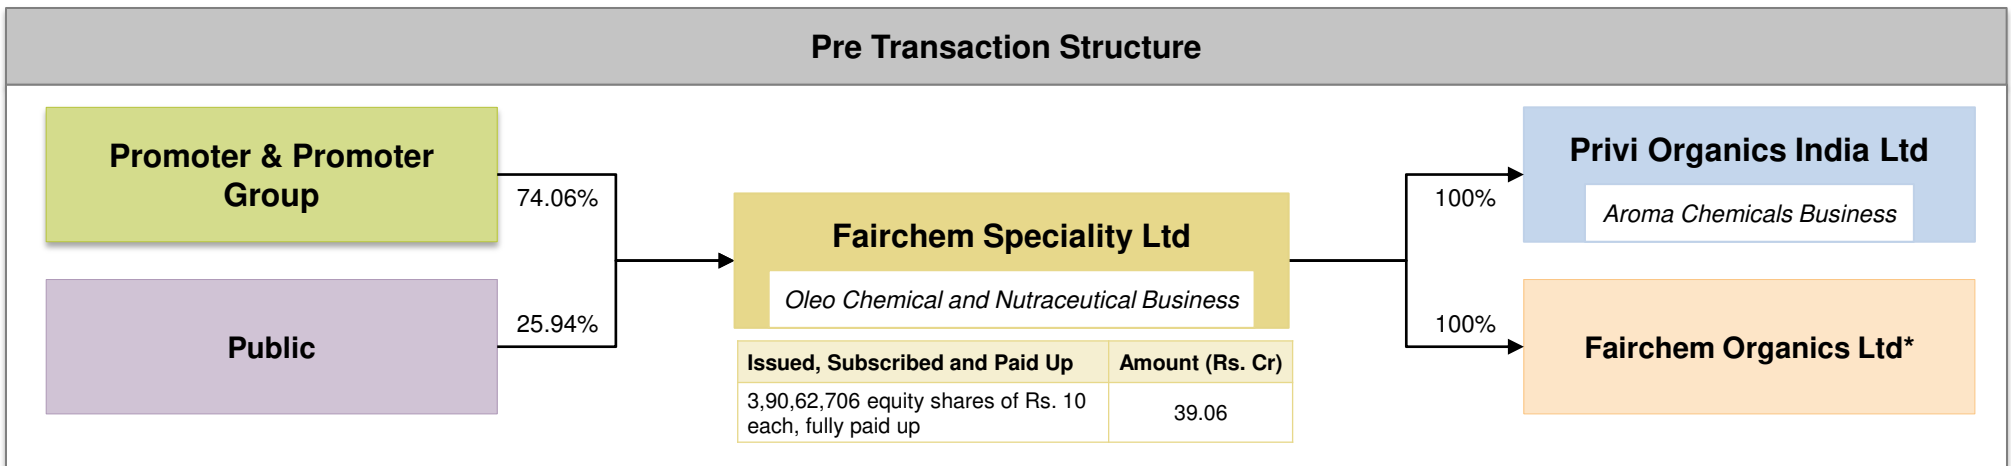 Pre Transaction Structure
Promoter & Promoter
Group
74.06%
Public
25.94%
Fairchem Speciality Ltd
Oleo Chemical and Nutraceutical Business
Issued, Subscribed and Paid Up
Amount (Rs. Cr)
3,90,62,706 equity shares of Rs. 10
each, fully paid up
39.06
100%
Privi Organics India Ltd
Aroma Chemicals Business
100%
Fairchem Organics Ltd*